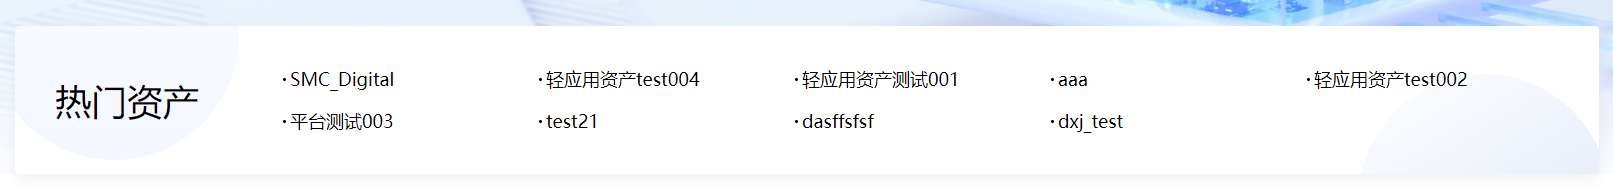 热门资产
·SMC_Digital ·轻应用资产test004 ·轻应用资产测试001 ·aaa ·轻应用资产test002
·平台测试003 ·test21 ·dasffsfsf ·dxj_test